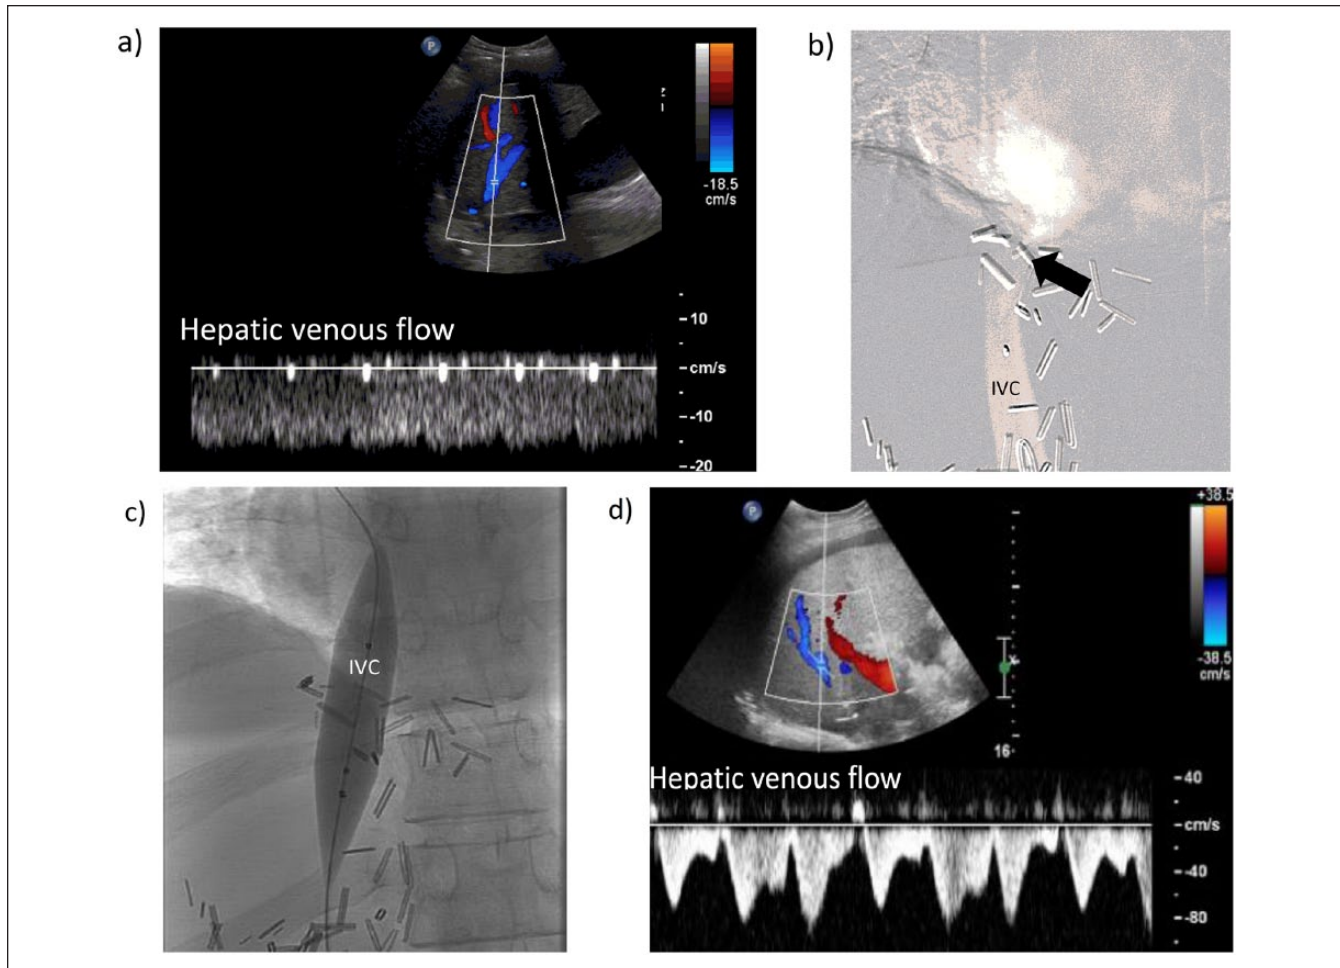 a)
P
-18.5
cm/s
Hepatic venous flow
10
cm/s
-10
-20
b)
IVC
c)
IVC
d)
P
+38.5
-38.5
cm/s
x
16
Hepatic venous flow
40
cm/s
-40
-80